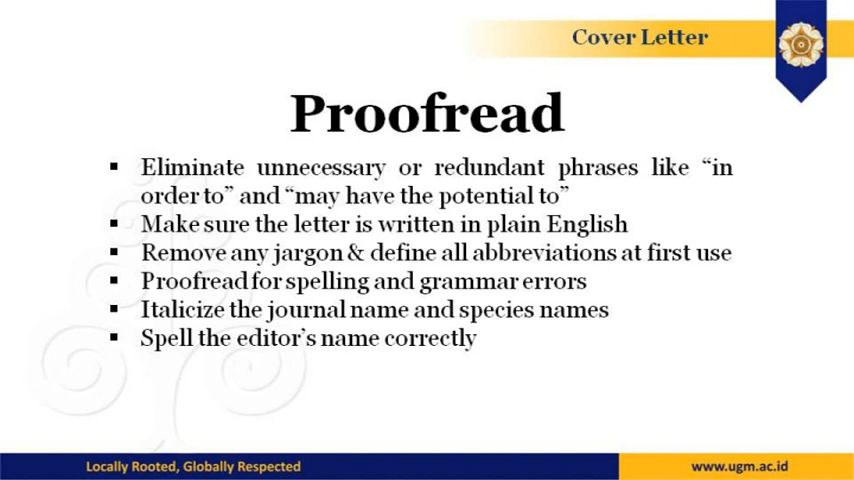 Cover Letter
Proofread
▪ Eliminate unnecessary or redundant phrases like “in
order to” and “may have the potential to”
▪ Make sure the letter is written in plain English
▪ Remove any jargon & define all abbreviations at first use
▪ Proofread for spelling and grammar errors
▪ Italicize the journal name and species names
▪ Spell the editor’s name correctly
Locally Rooted, Globally Respected
www.ugm.ac.id